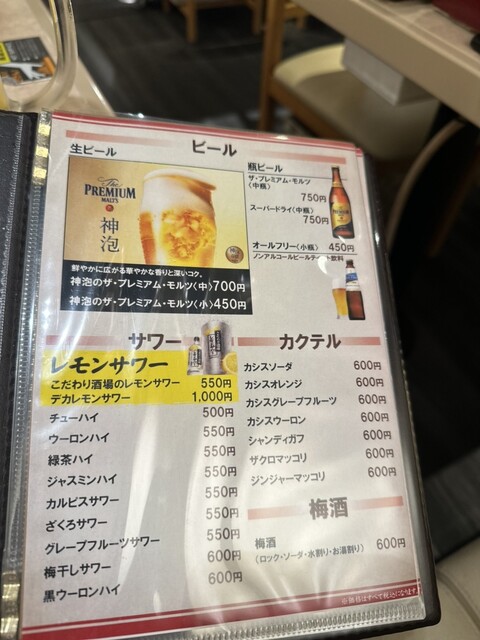 ビール
生ビール
The
PREMIUM
MALT'S
神泡
鮮やかに広がる華やかな香りと深いコク。
神泡のザ・プレミアム・モルツ〈中〉700円
神泡のザ・プレミアム・モルツ〈小〉450円
瓶ビール
ザ・プレミアム・モルツ
〈中瓶〉
750円
スーパードライ〈中瓶〉
750円
オールフリー〈小瓶〉 450円
ノンアルコールビールテイスト飲料
サワー
レモンサワー
こだわり酒場のレモンサワー 550円
デカレモンサワー 1,000円
チューハイ 500円
ウーロンハイ 550円
緑茶ハイ 550円
ジャスミンハイ 550円
カルピスサワー 550円
ざくろサワー 550円
グレープフルーツサワー 550円
梅干しサワー 600円
黒ウーロンハイ 600円
カクテル
カシスソーダ 600円
カシスオレンジ 600円
カシスグレープフルーツ 600円
カシスウーロン 600円
シャンディガフ 600円
ザクロマッコリ 600円
ジンジャーマッコリ 600円
梅酒
梅酒
(ロック・ソーダ・水割り・お湯割り) 600円
※価格はすべて税込になります。